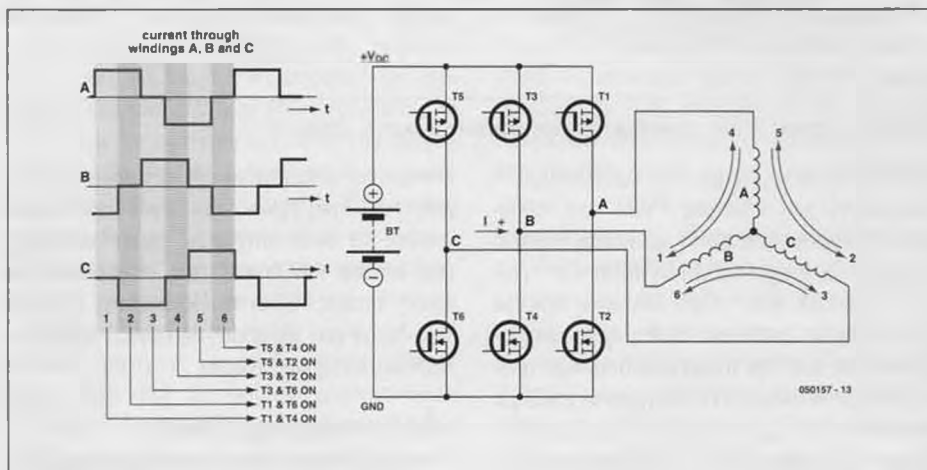 current through
windings A, B and C
A
t
B
t
C
t
1 2 3 4 5 6
T5 & T4 ON
T5 & T2 ON
T3 & T2 ON
T3 & T6 ON
T1 & T6 ON
T1 & T4 ON
+VDC
T5
T3
T1
A
I +
B
C
BT
T6
T4
T2
GND
4
5
A
B
C
1
2
6
3
050157 - 13